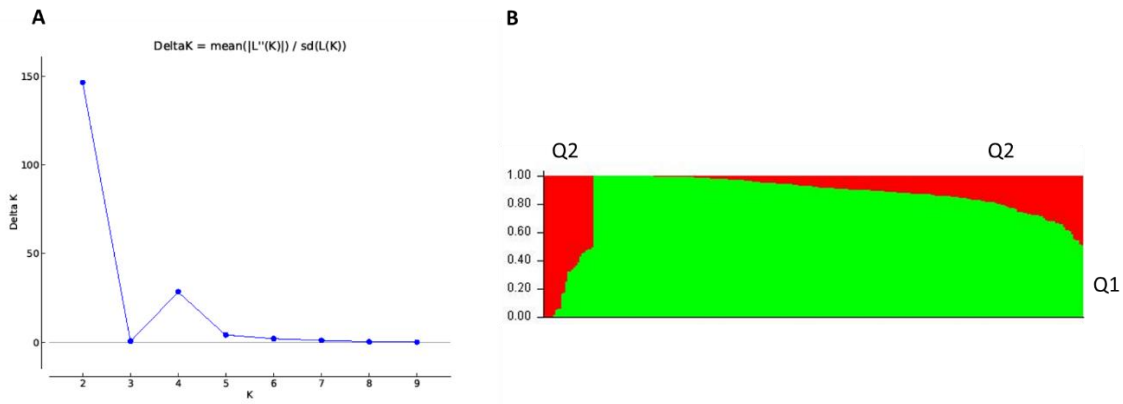 A
DeltaK = mean(|L''(K)|) / sd(L(K))
150
100
50
0
Delta K
2 3 4 5 6 7 8 9
K
B
Q2 Q2
1.00
0.80
0.60
0.40
0.20
0.00
Q1